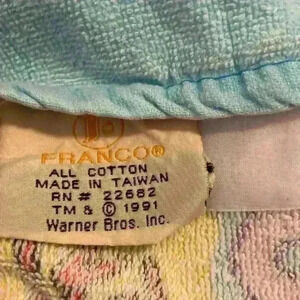 FRANCO®
ALL COTTON
MADE IN TAIWAN
RN # 22682
TM & © 1991
Warner Bros. Inc.